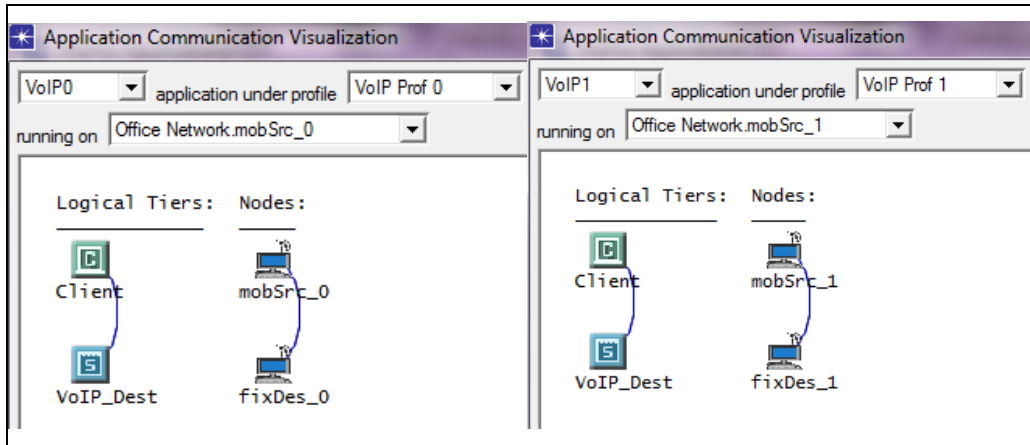 Application Communication Visualization
VoIP0 application under profile VoIP Prof 0
running on Office Network.mobSrc_0
Logical Tiers: Nodes:
C
Client mobSrc_0
S
VoIP_Dest fixDes_0
Application Communication Visualization
VoIP1 application under profile VoIP Prof 1
running on Office Network.mobSrc_1
Logical Tiers: Nodes:
C
Client mobSrc_1
S
VoIP_Dest fixDes_1